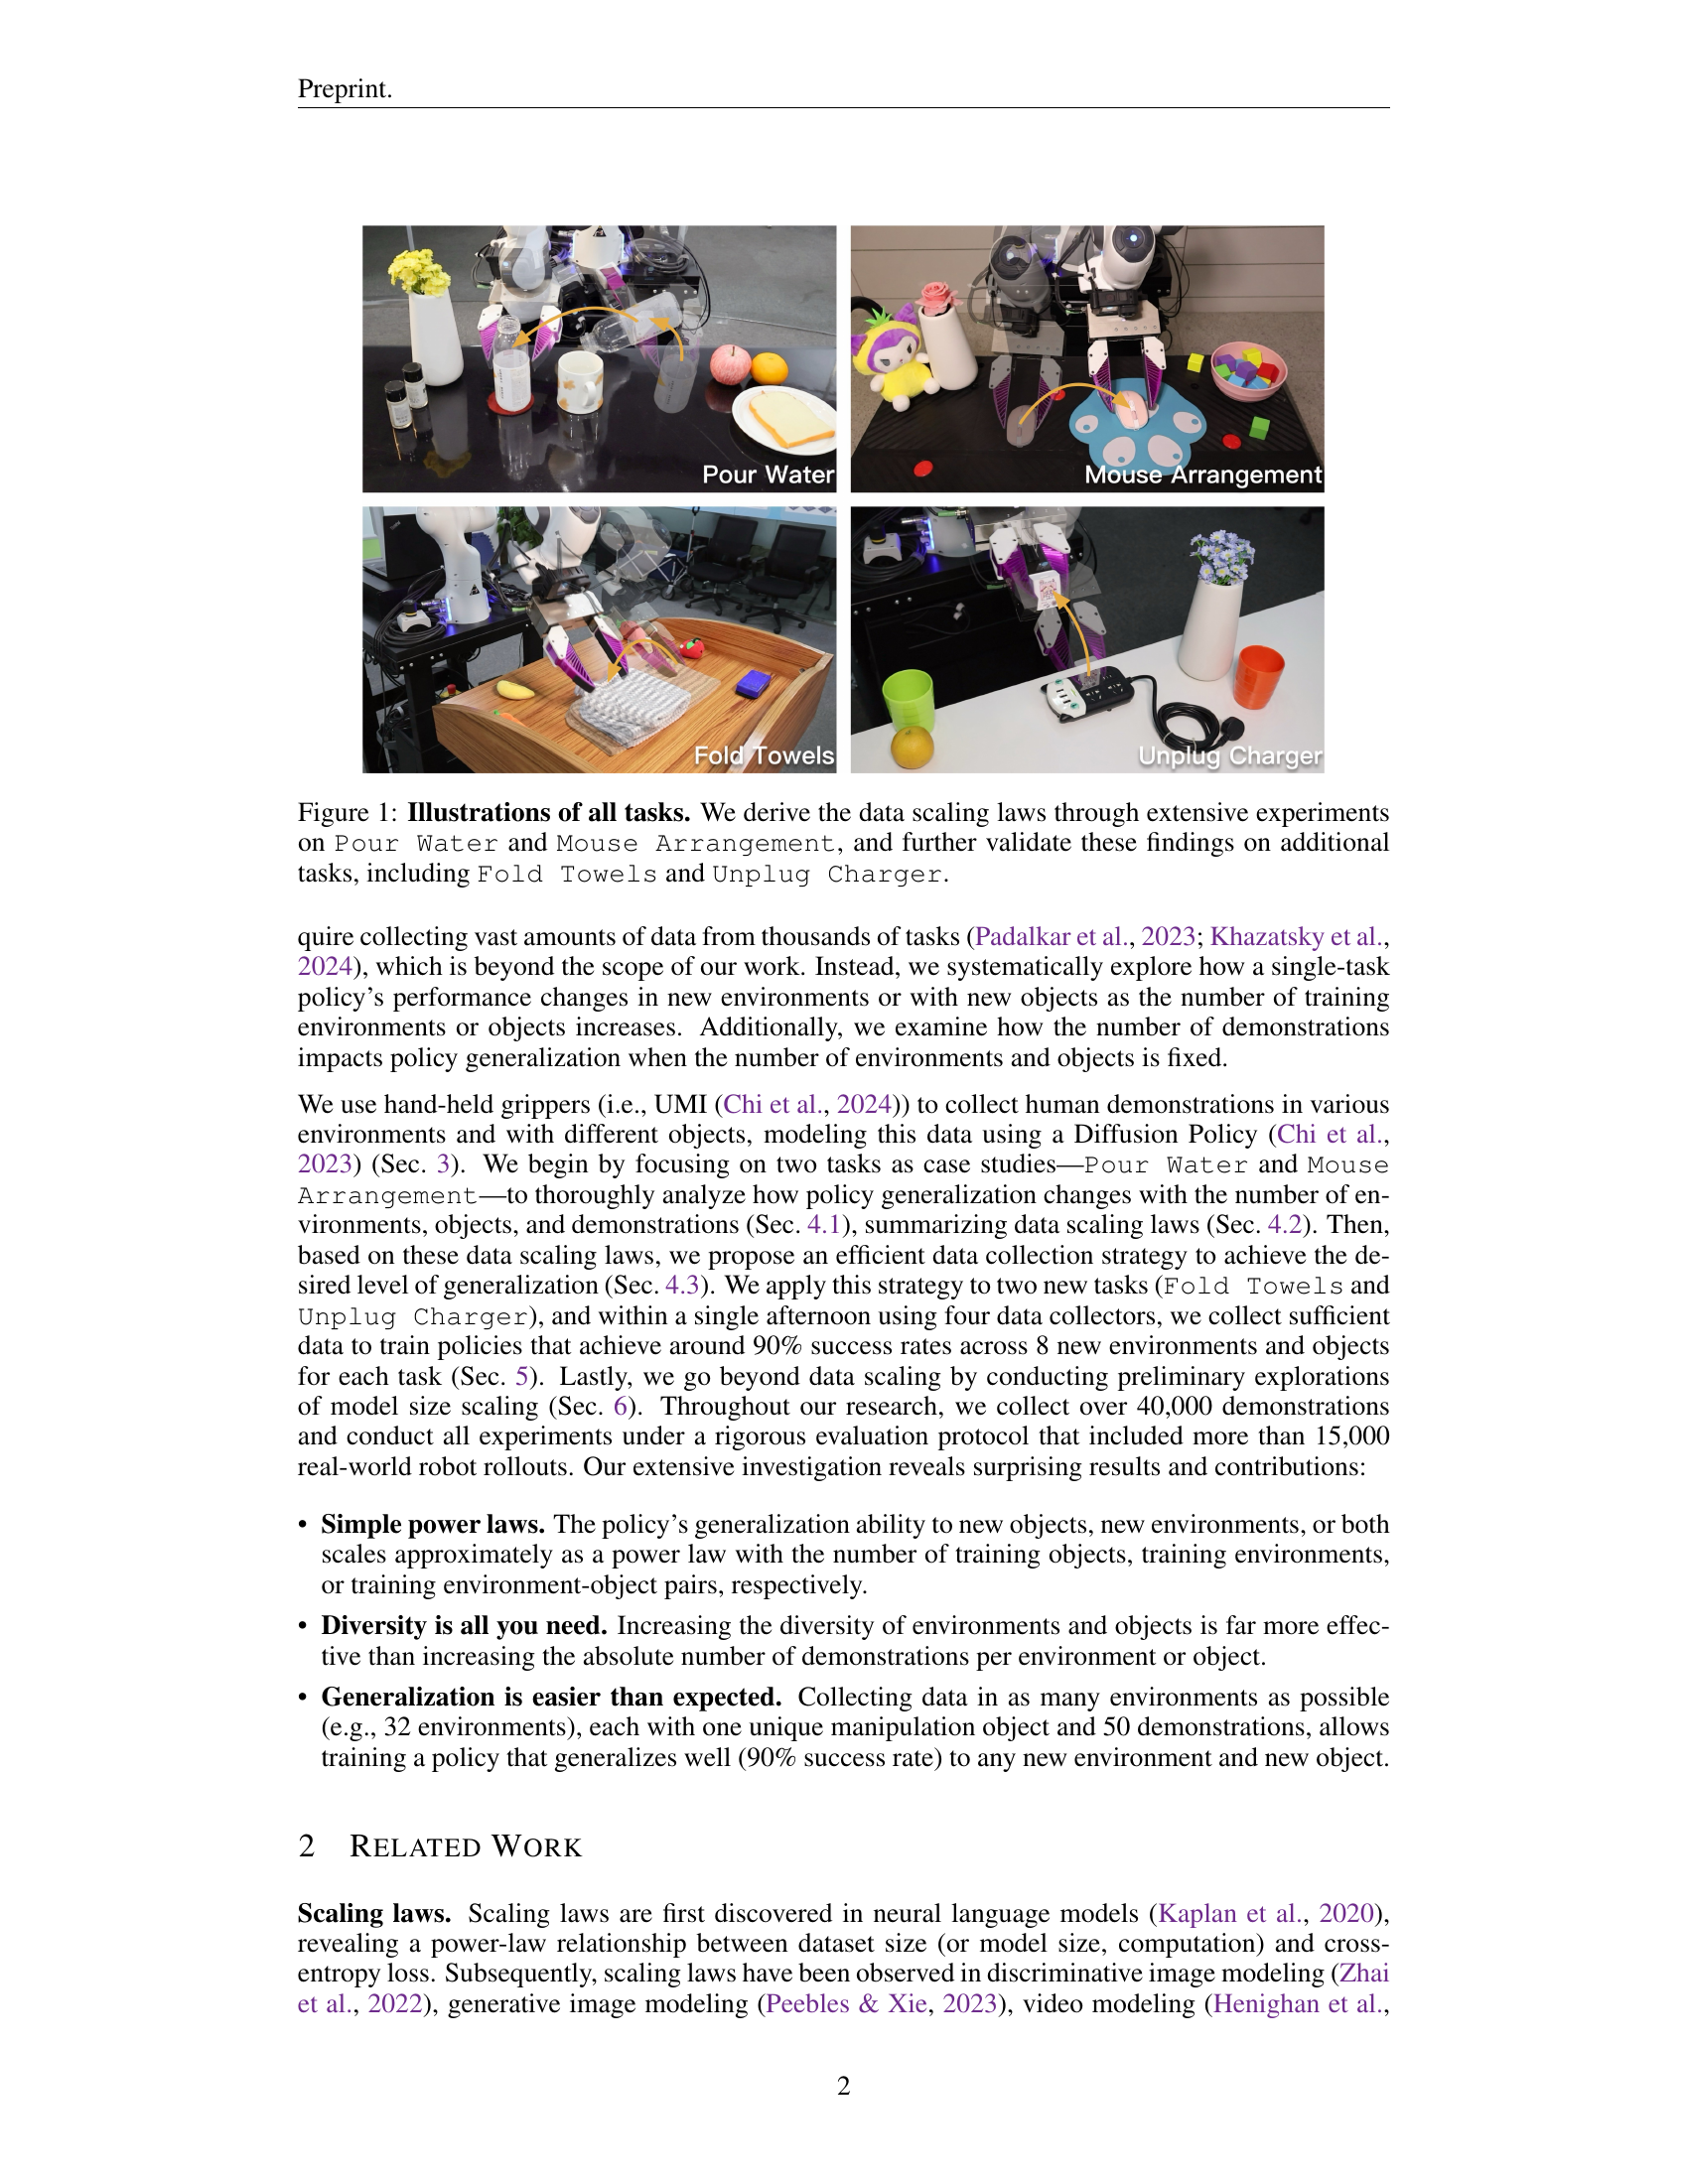 Preprint.
Pour Water
Mouse Arrangement
Fold Towels
Unplug Charger
Figure 1: Illustrations of all tasks. We derive the data scaling laws through extensive experiments
on Pour Water and Mouse Arrangement, and further validate these findings on additional
tasks, including Fold Towels and Unplug Charger.
quire collecting vast amounts of data from thousands of tasks (Padalkar et al., 2023; Khazatsky et al.,
2024), which is beyond the scope of our work. Instead, we systematically explore how a single-task
policy's performance changes in new environments or with new objects as the number of training
environments or objects increases. Additionally, we examine how the number of demonstrations
impacts policy generalization when the number of environments and objects is fixed.
We use hand-held grippers (i.e., UMI (Chi et al., 2024)) to collect human demonstrations in various
environments and with different objects, modeling this data using a Diffusion Policy (Chi et al.,
2023) (Sec. 3). We begin by focusing on two tasks as case studies—Pour Water and Mouse
Arrangement—to thoroughly analyze how policy generalization changes with the number of en-
vironments, objects, and demonstrations (Sec. 4.1), summarizing data scaling laws (Sec. 4.2). Then,
based on these data scaling laws, we propose an efficient data collection strategy to achieve the de-
sired level of generalization (Sec. 4.3). We apply this strategy to two new tasks (Fold Towels and
Unplug Charger), and within a single afternoon using four data collectors, we collect sufficient
data to train policies that achieve around 90% success rates across 8 new environments and objects
for each task (Sec. 5). Lastly, we go beyond data scaling by conducting preliminary explorations
of model size scaling (Sec. 6). Throughout our research, we collect over 40,000 demonstrations
and conduct all experiments under a rigorous evaluation protocol that included more than 15,000
real-world robot rollouts. Our extensive investigation reveals surprising results and contributions:
• Simple power laws. The policy's generalization ability to new objects, new environments, or both
scales approximately as a power law with the number of training objects, training environments,
or training environment-object pairs, respectively.
• Diversity is all you need. Increasing the diversity of environments and objects is far more effec-
tive than increasing the absolute number of demonstrations per environment or object.
• Generalization is easier than expected. Collecting data in as many environments as possible
(e.g., 32 environments), each with one unique manipulation object and 50 demonstrations, allows
training a policy that generalizes well (90% success rate) to any new environment and new object.
2 RELATED WORK
Scaling laws. Scaling laws are first discovered in neural language models (Kaplan et al., 2020),
revealing a power-law relationship between dataset size (or model size, computation) and cross-
entropy loss. Subsequently, scaling laws have been observed in discriminative image modeling (Zhai
et al., 2022), generative image modeling (Peebles & Xie, 2023), video modeling (Henighan et al.,
2